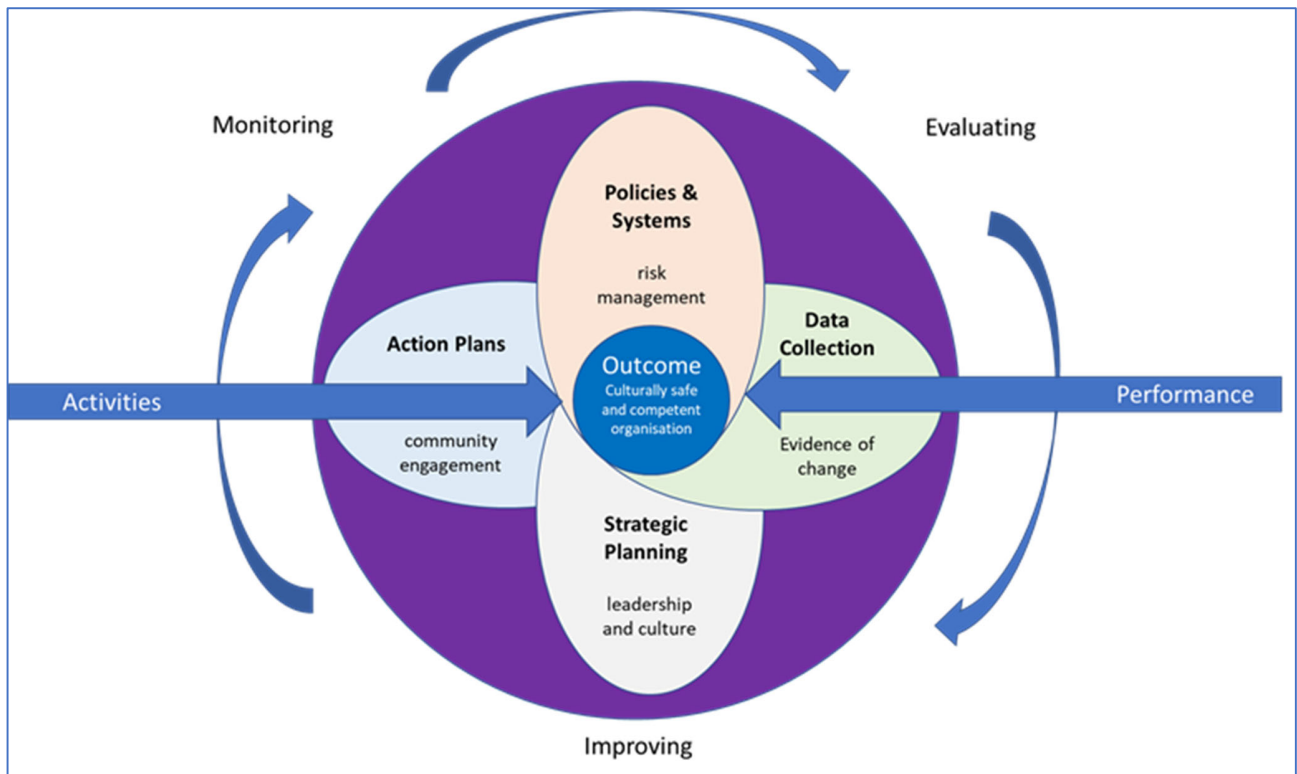 Monitoring
Evaluating
Policies &
Systems
risk
management
Action Plans
Data
Collection
Outcome
Culturally safe
and competent
organisation
Activities
Performance
community
engagement
Evidence of
change
Strategic
Planning
leadership
and culture
Improving